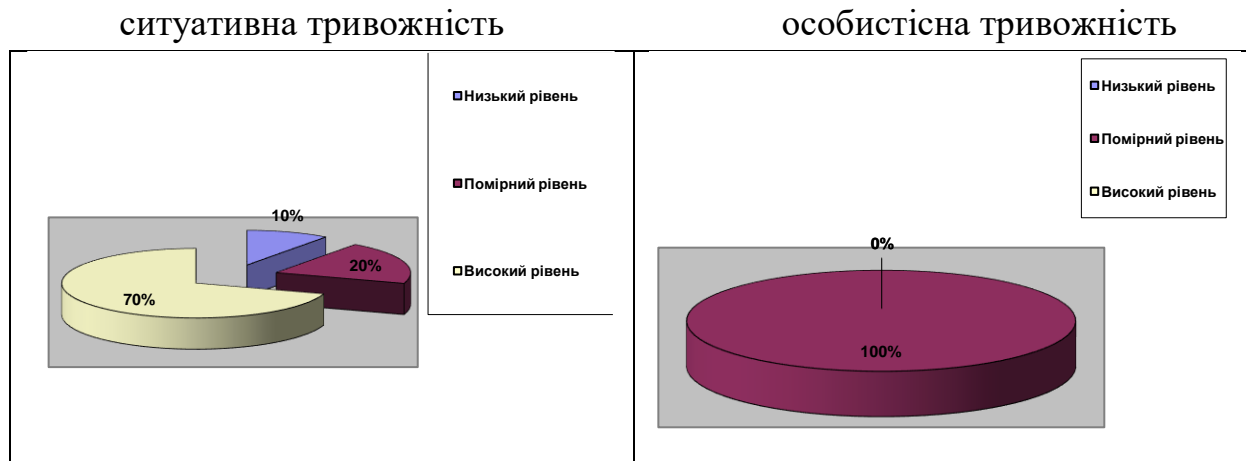 ситуативна тривожність
особистісна тривожність
Низький рівень
Помірний рівень
Високий рівень
10%
20%
70%
Низький рівень
Помірний рівень
Високий рівень
0%
100%